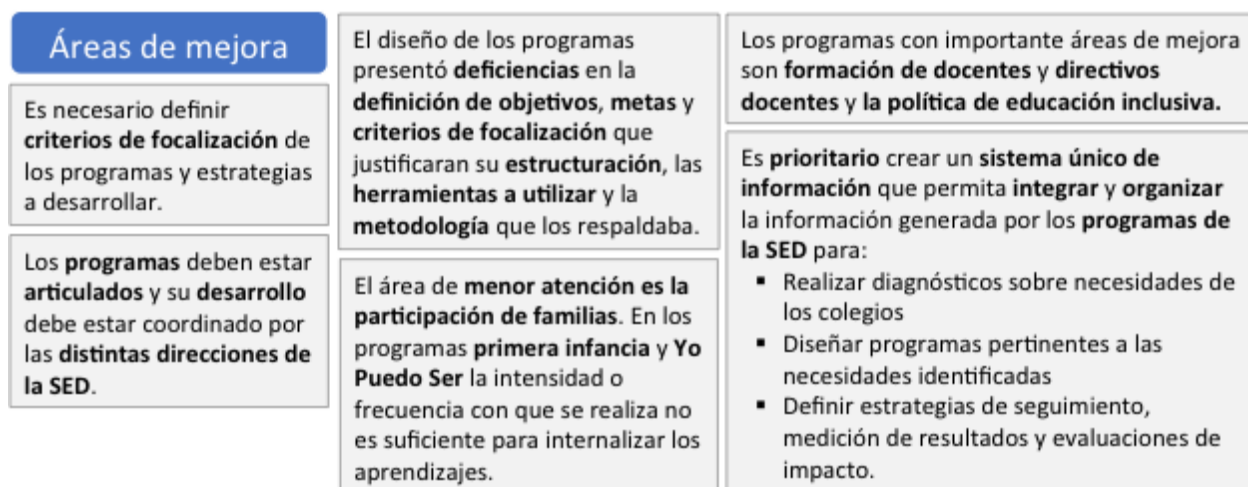 Áreas de mejora
Es necesario definir
criterios de focalización de
los programas y estrategias
a desarrollar.
Los programas deben estar
articulados y su desarrollo
debe estar coordinado por
las distintas direcciones de
la SED.
El diseño de los programas
presentó deficiencias en la
definición de objetivos, metas y
criterios de focalización que
justificaran su estructuración, las
herramientas a utilizar y la
metodología que los respaldaba.
El área de menor atención es la
participación de familias. En los
programas primera infancia y Yo
Puedo Ser la intensidad o
frecuencia con que se realiza no
es suficiente para internalizar los
aprendizajes.
Los programas con importante áreas de mejora
son formación de docentes y directivos
docentes y la política de educación inclusiva.
Es prioritario crear un sistema único de
información que permita integrar y organizar
la información generada por los programas de
la SED para:
▪ Realizar diagnósticos sobre necesidades de
los colegios
▪ Diseñar programas pertinentes a las
necesidades identificadas
▪ Definir estrategias de seguimiento,
medición de resultados y evaluaciones de
impacto.